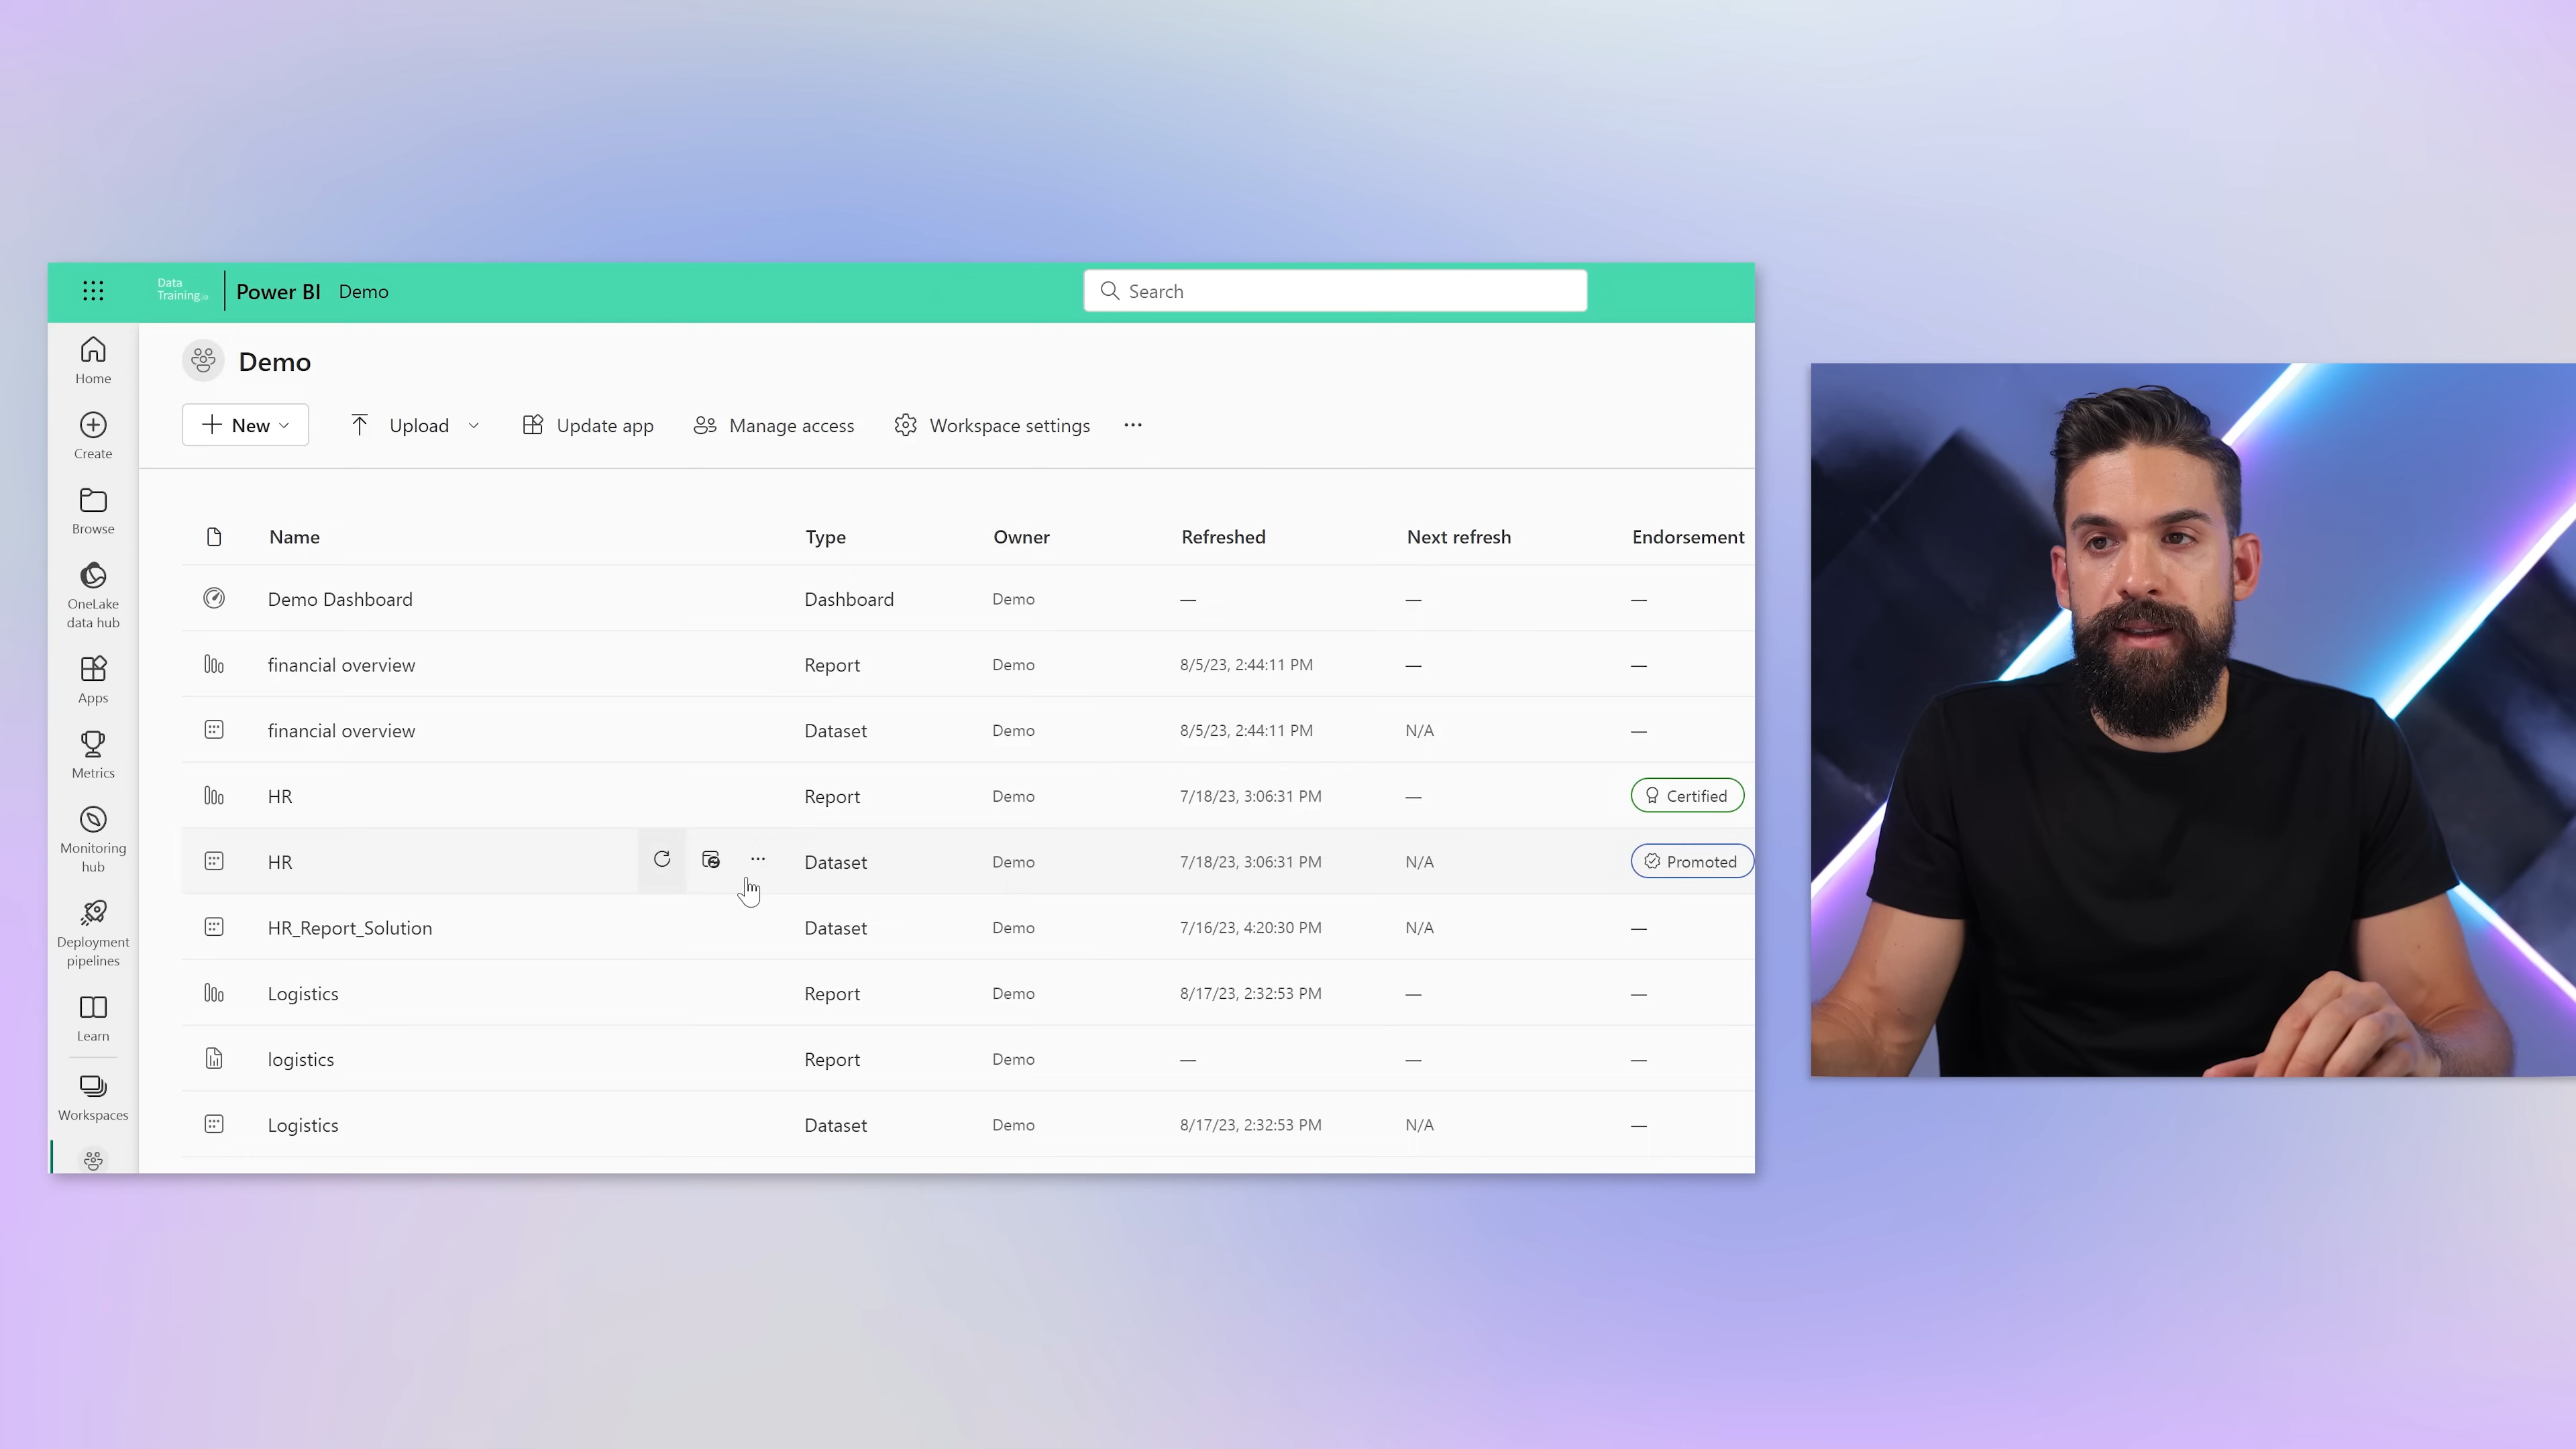 Data
Training.io
Power BI Demo
Search
Home
Create
Browse
OneLake
data hub
Apps
Metrics
Monitoring
hub
Deployment
pipelines
Learn
Workspaces
Demo
New Upload Update app Manage access Workspace settings ...
Name Type Owner Refreshed Next refresh Endorsement
Demo Dashboard Dashboard Demo — — —
financial overview Report Demo 8/5/23, 2:44:11 PM — —
financial overview Dataset Demo 8/5/23, 2:44:11 PM N/A —
HR Report Demo 7/18/23, 3:06:31 PM — Certified
HR ... Dataset Demo 7/18/23, 3:06:31 PM N/A Promoted
HR_Report_Solution Dataset Demo 7/16/23, 4:20:30 PM N/A —
Logistics Report Demo 8/17/23, 2:32:53 PM — —
logistics Report Demo — — —
Logistics Dataset Demo 8/17/23, 2:32:53 PM N/A —